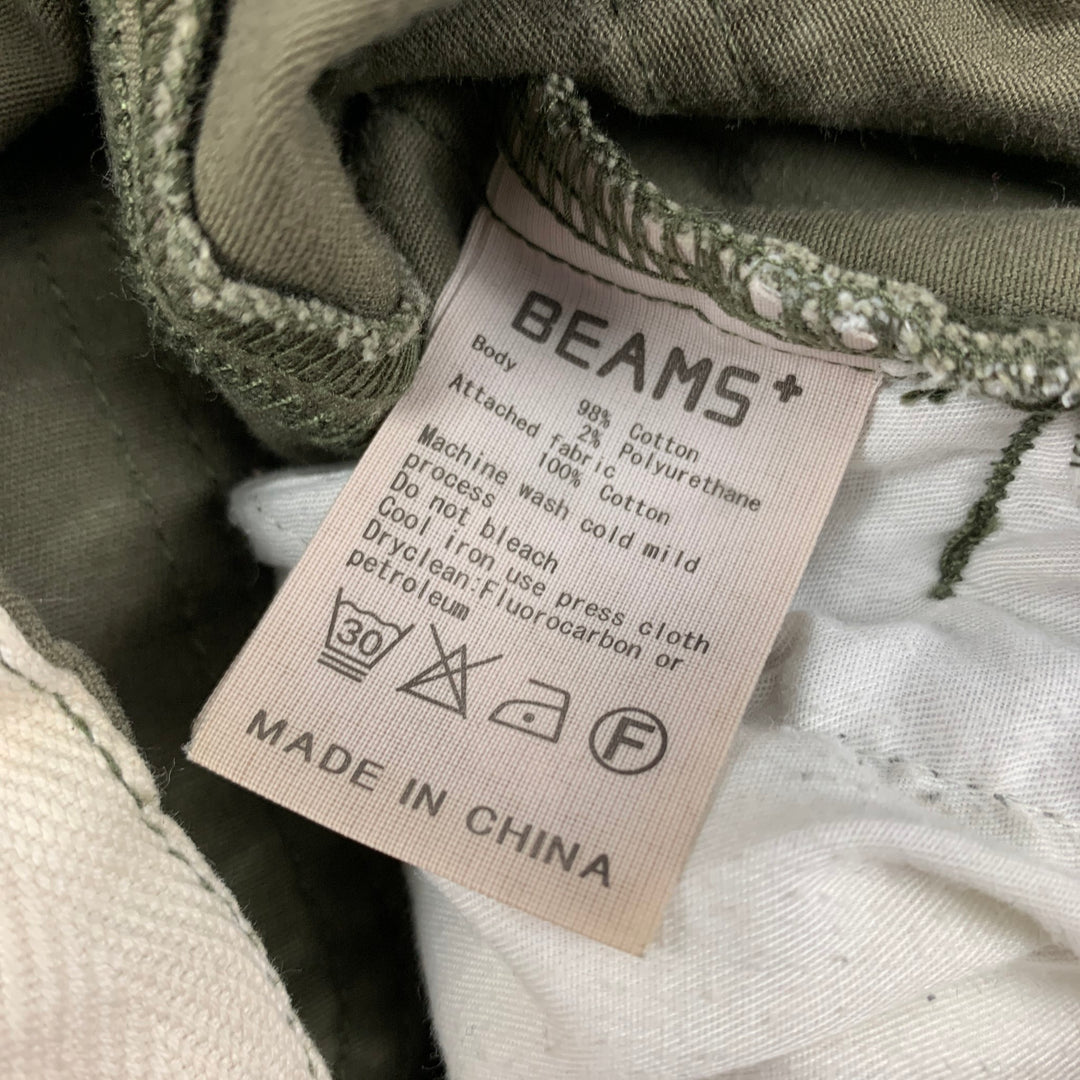 BEAMS+
Body
98% Cotton
2% Polyurethane
Attached fabric
100% Cotton
Machine wash cold mild
process
Do not bleach
Cool iron use press cloth
Dryclean:Fluorocarbon or
petroleum
30
F
MADE IN CHINA